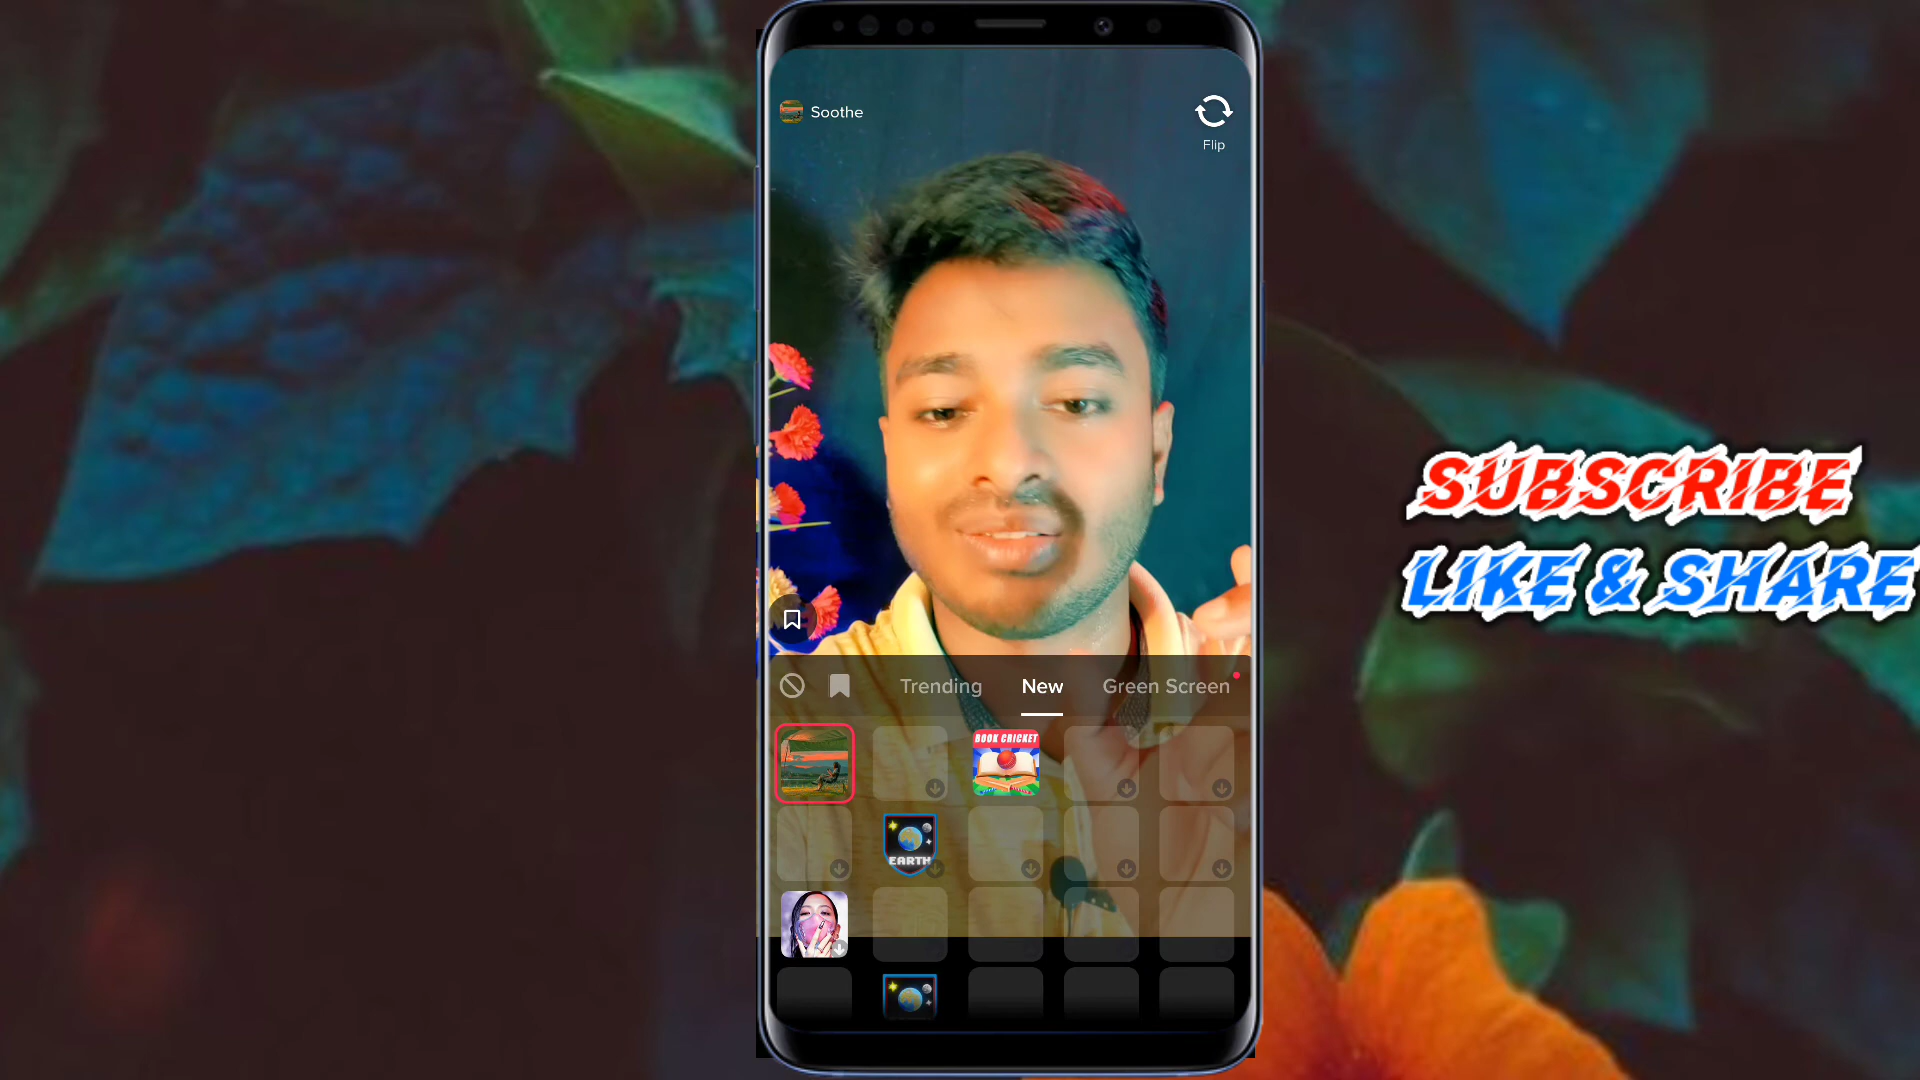 Soothe
Flip
SUBSCRIBE
LIKE & SHARE
Trending New Green Screen
BOOK CRICKET
EARTH